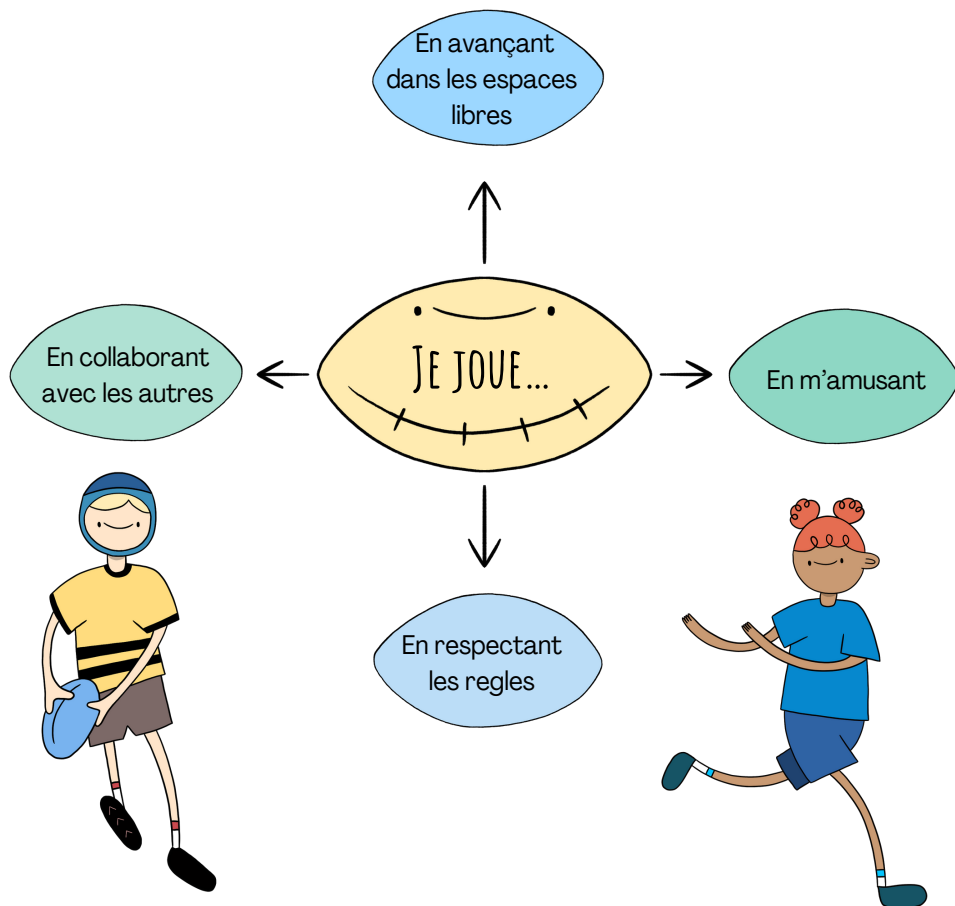 En avançant
dans les espaces
libres
Je joue...
En collaborant
avec les autres
En m'amusant
En respectant
les regles